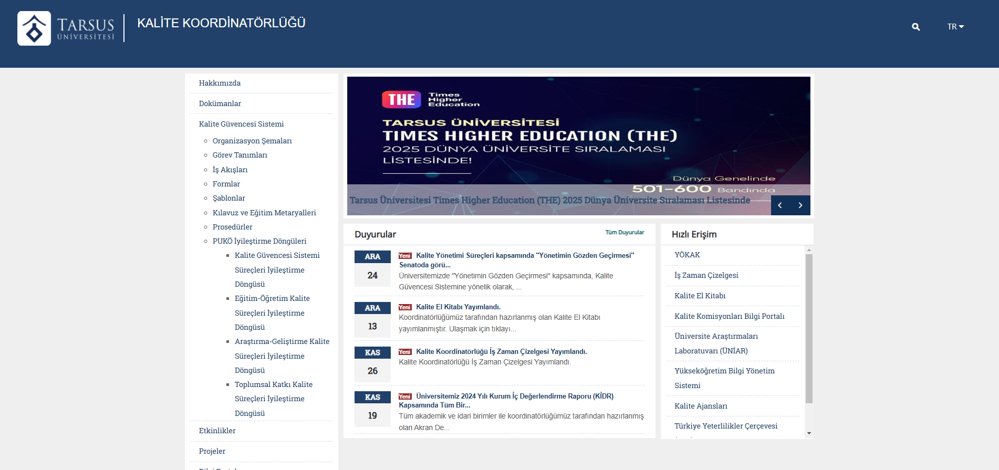 TARSUS
ÜNİVERSİTESİ
KALİTE KOORDİNATÖRLÜĞÜ
TR
Hakkımızda
Dokümanlar
Kalite Güvencesi Sistemi
Organizasyon Şemaları
Görev Tanımları
İş Akışları
Formlar
Şablonlar
Kılavuz ve Eğitim Metaryalleri
Prosedürler
PUKÖ İyileştirme Döngüleri
Kalite Güvencesi Sistemi
Süreçleri İyileştirme
Döngüsü
Eğitim-Öğretim Kalite
Süreçleri İyileştirme
Döngüsü
Araştırma-Geliştirme Kalite
Süreçleri İyileştirme
Döngüsü
Toplumsal Katkı Kalite
Süreçleri İyileştirme
Döngüsü
Etkinlikler
Projeler
THE
Times
Higher
Education
TARSUS ÜNİVERSİTESİ
TIMES HIGHER EDUCATION (THE)
2025 DÜNYA ÜNİVERSİTE SIRALAMASI
LİSTESİNDE!
Dünya Genelinde
501–600 Bandında
Tarsus Üniversitesi Times Higher Education (THE) 2025 Dünya Üniversite Sıralaması Listesinde
Duyurular
Tüm Duyurular
ARA
24
Yeni Kalite Yönetimi Süreçleri kapsamında "Yönetimin Gözden Geçirmesi"
Senatoda görü...
Üniversitemizde "Yönetimin Gözden Geçirmesi" kapsamında, Kalite
Güvencesi Sistemine yönelik olarak, ...
ARA
13
Yeni Kalite El Kitabı Yayımlandı.
Koordinatörlüğümüz tarafından hazırlanmış olan Kalite El Kitabı
yayımlanmıştır. Ulaşmak için tıklayı...
KAS
26
Yeni Kalite Koordinatörlüğü İş Zaman Çizelgesi Yayımlandı.
Kalite Koordinatörlüğü İş Zaman Çizelgesi Yayımlandı.
KAS
19
Yeni Üniversitemiz 2024 Yılı Kurum İç Değerlendirme Raporu (KİDR)
Kapsamında Tüm Bir...
Tüm akademik ve idari birimler ile koordinatörlüğümüz tarafından hazırlanmış
olan Akran De...
Hızlı Erişim
YÖKAK
İş Zaman Çizelgesi
Kalite El Kitabı
Kalite Komisyonları Bilgi Portalı
Üniversite Araştırmaları
Laboratuvarı (ÜNİAR)
Yükseköğretim Bilgi Yönetim
Sistemi
Kalite Ajansları
Türkiye Yeterlilikler Çerçevesi